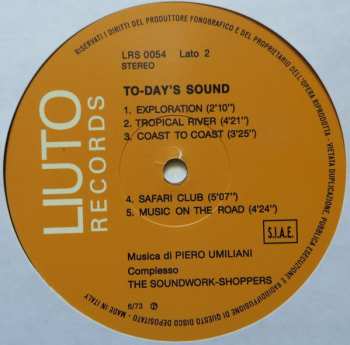 RISERVATI I DIRITTI DEL PRODUTTORE FONOGRAFICO E DEL PROPRIETARIO DELL'OPERA RIPRODOTTA - VIETATA DUPLICAZIONE, PUBBLICA ESECUZIONE E RADIODIFFUSIONE DI QUESTO DISCO DEPOSITATO - MADE IN ITALY
LIUTO
RECORDS
LRS 0054 Lato 2
STEREO
TO-DAY'S SOUND
1. EXPLORATION (2'10'')
2. TROPICAL RIVER (4'21'')
3. COAST TO COAST (3'25'')
4. SAFARI CLUB (5'07'')
5. MUSIC ON THE ROAD (4'24'')
S.I.A.E.
Musica di PIERO UMILIANI
Complesso
THE SOUNDWORK-SHOPPERS
6/73